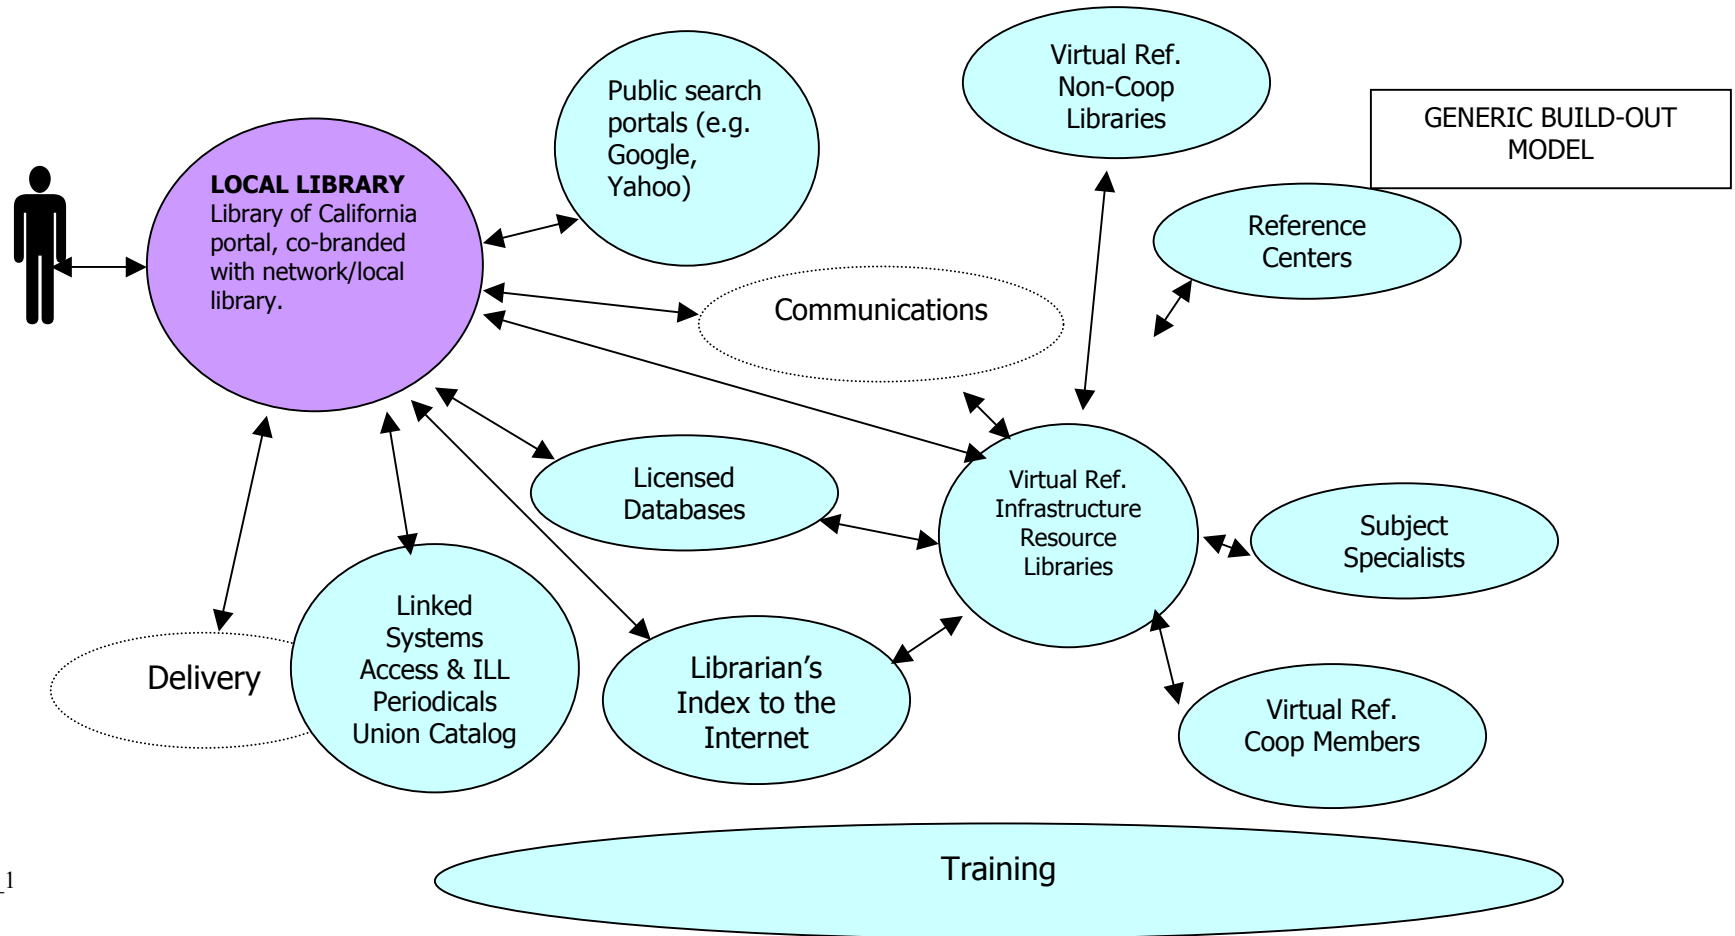 Virtual Ref.
Non-Coop
Libraries
Public search
portals (e.g.
Google,
Yahoo)
GENERIC BUILD-OUT
MODEL
LOCAL LIBRARY
Library of California
portal, co-branded
with network/local
library.
Reference
Centers
Communications
Licensed
Databases
Virtual Ref.
Infrastructure
Resource
Libraries
Subject
Specialists
Linked
Systems
Access & ILL
Periodicals
Union Catalog
Delivery
Librarian’s
Index to the
Internet
Virtual Ref.
Coop Members
Training
_1